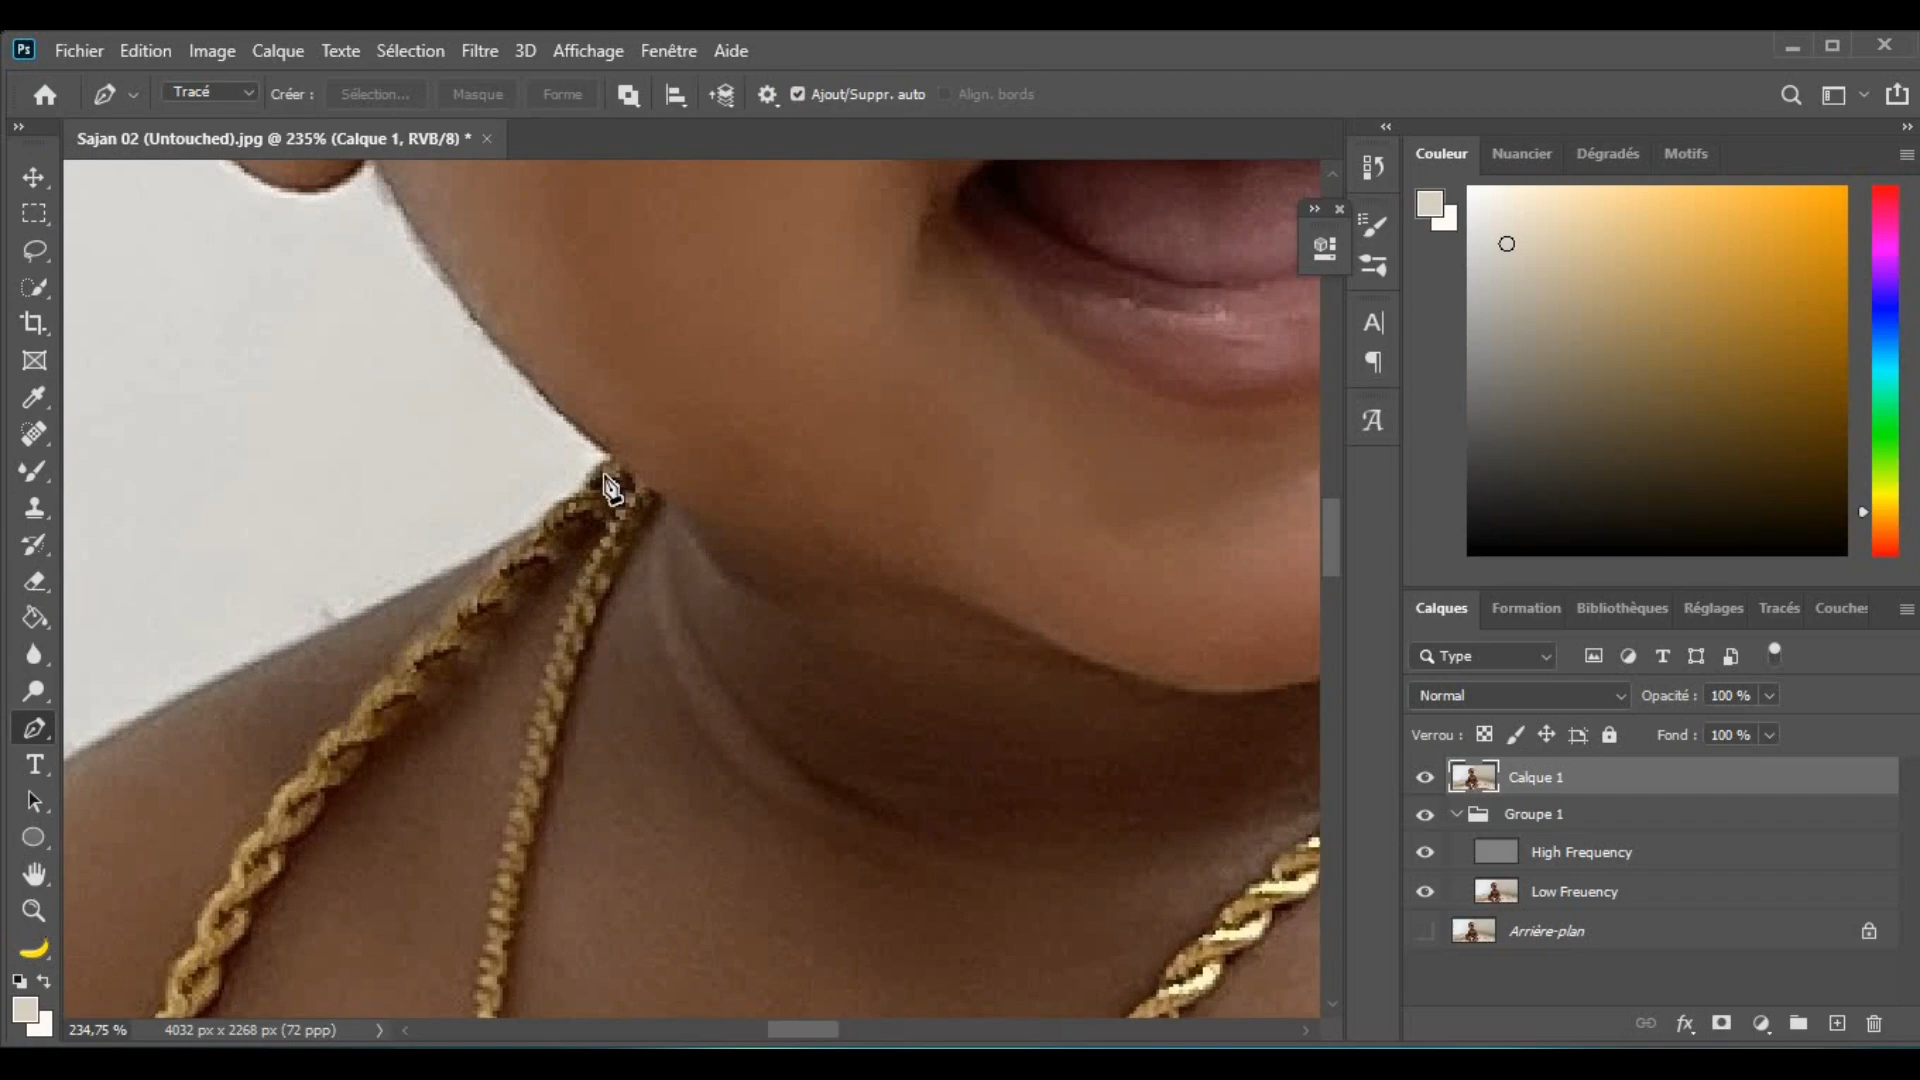 Ps Fichier Edition Image Calque Texte Sélection Filtre 3D Affichage Fenêtre Aide
Tracé Créer : Sélection... Masque Forme Ajout/Suppr. auto Align. bords
Sajan 02 (Untouched).jpg @ 235% (Calque 1, RVB/8) *
Couleur Nuancier Dégradés Motifs
Calques Formation Bibliothèques Réglages Tracés Couches
Type
Normal Opacité : 100 %
Verrou : Fond : 100 %
Calque 1
Groupe 1
High Frequency
Low Freuency
Arrière-plan
234,75 % 4032 px x 2268 px (72 ppp)